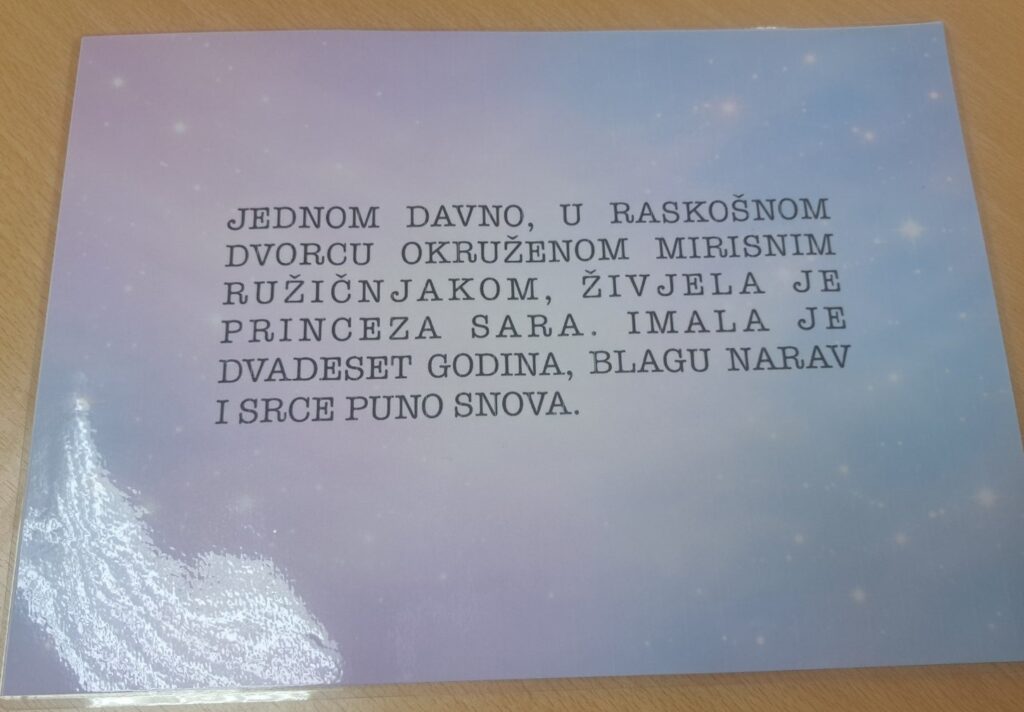 JEDNOM DAVNO, U RASKOŠNOM
DVORCU OKRUŽENOM MIRISNIM
RUŽIČNJAKOM, ŽIVJELA JE
PRINCEZA SARA. IMALA JE
DVADESET GODINA, BLAGU NARAV
I SRCE PUNO SNOVA.